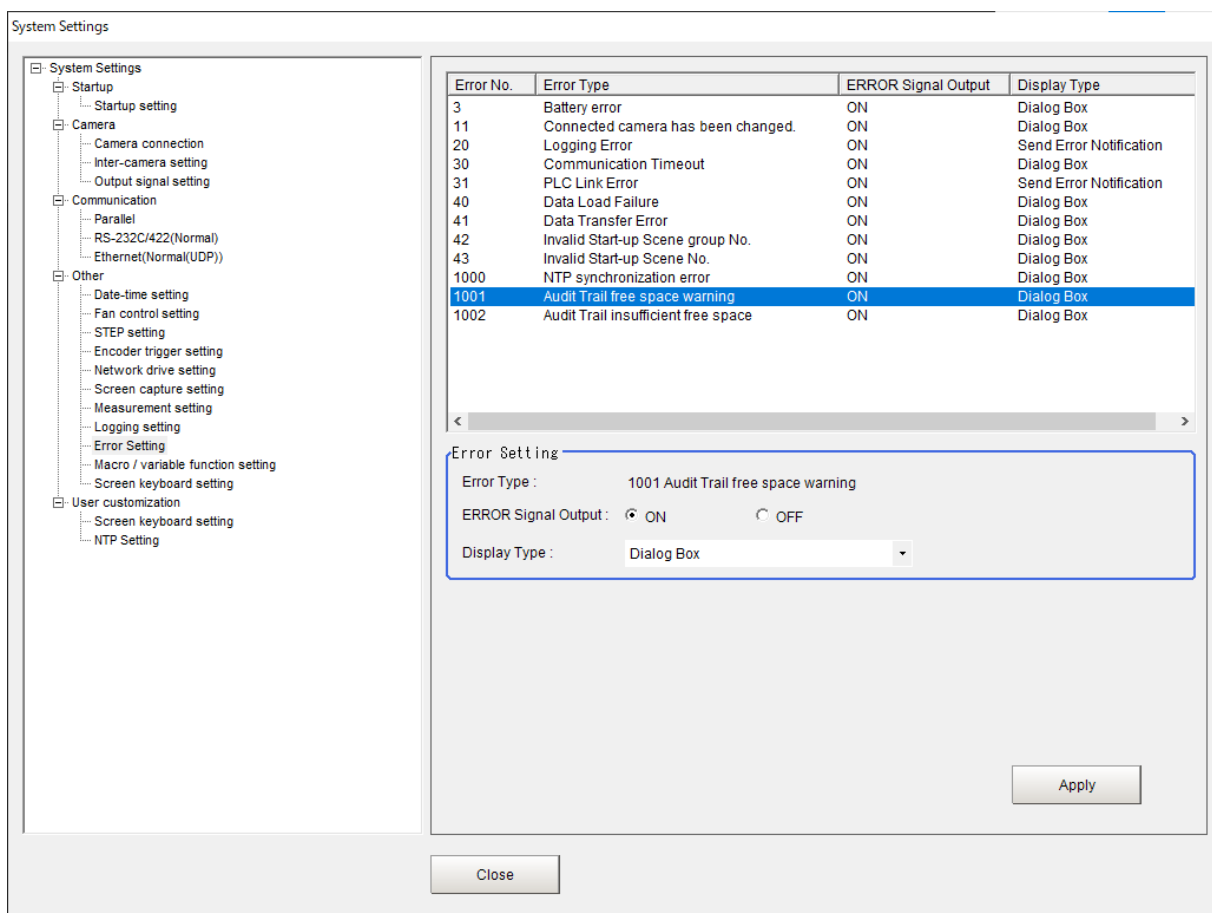 System Settings
System Settings
Startup
Startup setting
Camera
Camera connection
Inter-camera setting
Output signal setting
Communication
Parallel
RS-232C/422(Normal)
Ethernet(Normal(UDP))
Other
Date-time setting
Fan control setting
STEP setting
Encoder trigger setting
Network drive setting
Screen capture setting
Measurement setting
Logging setting
Error Setting
Macro / variable function setting
Screen keyboard setting
User customization
Screen keyboard setting
NTP Setting
Error No. Error Type ERROR Signal Output Display Type
3 Battery error ON Dialog Box
11 Connected camera has been changed. ON Dialog Box
20 Logging Error ON Send Error Notification
30 Communication Timeout ON Dialog Box
31 PLC Link Error ON Send Error Notification
40 Data Load Failure ON Dialog Box
41 Data Transfer Error ON Dialog Box
42 Invalid Start-up Scene group No. ON Dialog Box
43 Invalid Start-up Scene No. ON Dialog Box
1000 NTP synchronization error ON Dialog Box
1001 Audit Trail free space warning ON Dialog Box
1002 Audit Trail insufficient free space ON Dialog Box
Error Setting
Error Type : 1001 Audit Trail free space warning
ERROR Signal Output : ON OFF
Display Type : Dialog Box
Apply
Close